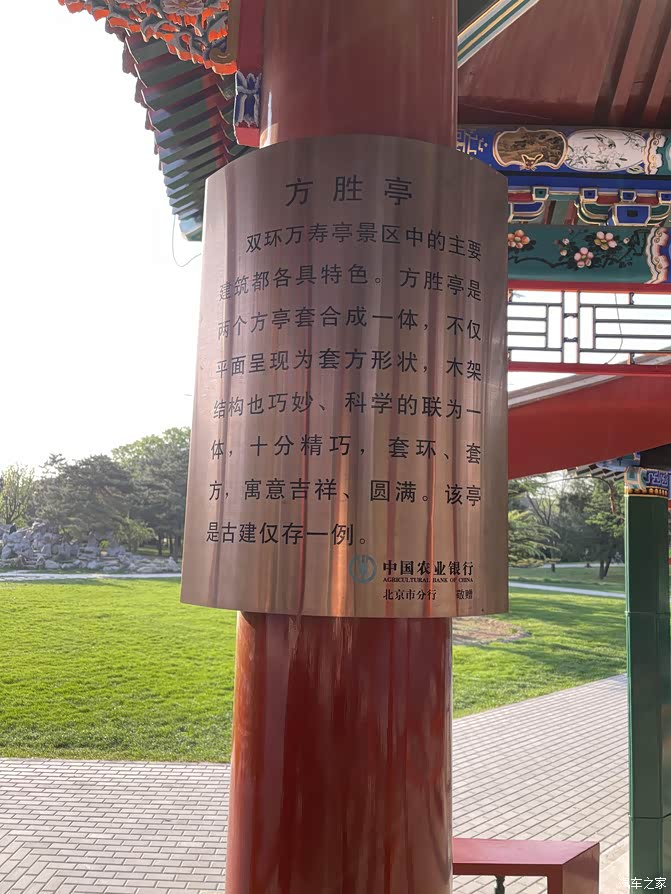 方胜亭
双环万寿亭景区中的主要
建筑都各具特色。方胜亭是
两个方亭套合成一体，不仅
平面呈现为套方形状，木架
结构也巧妙、科学的联为一
体，十分精巧，套环、套
方，寓意吉祥、圆满。该亭
是古建仅存一例。
中国农业银行
AGRICULTURAL BANK OF CHINA
北京市分行 敬赠
汽车之家